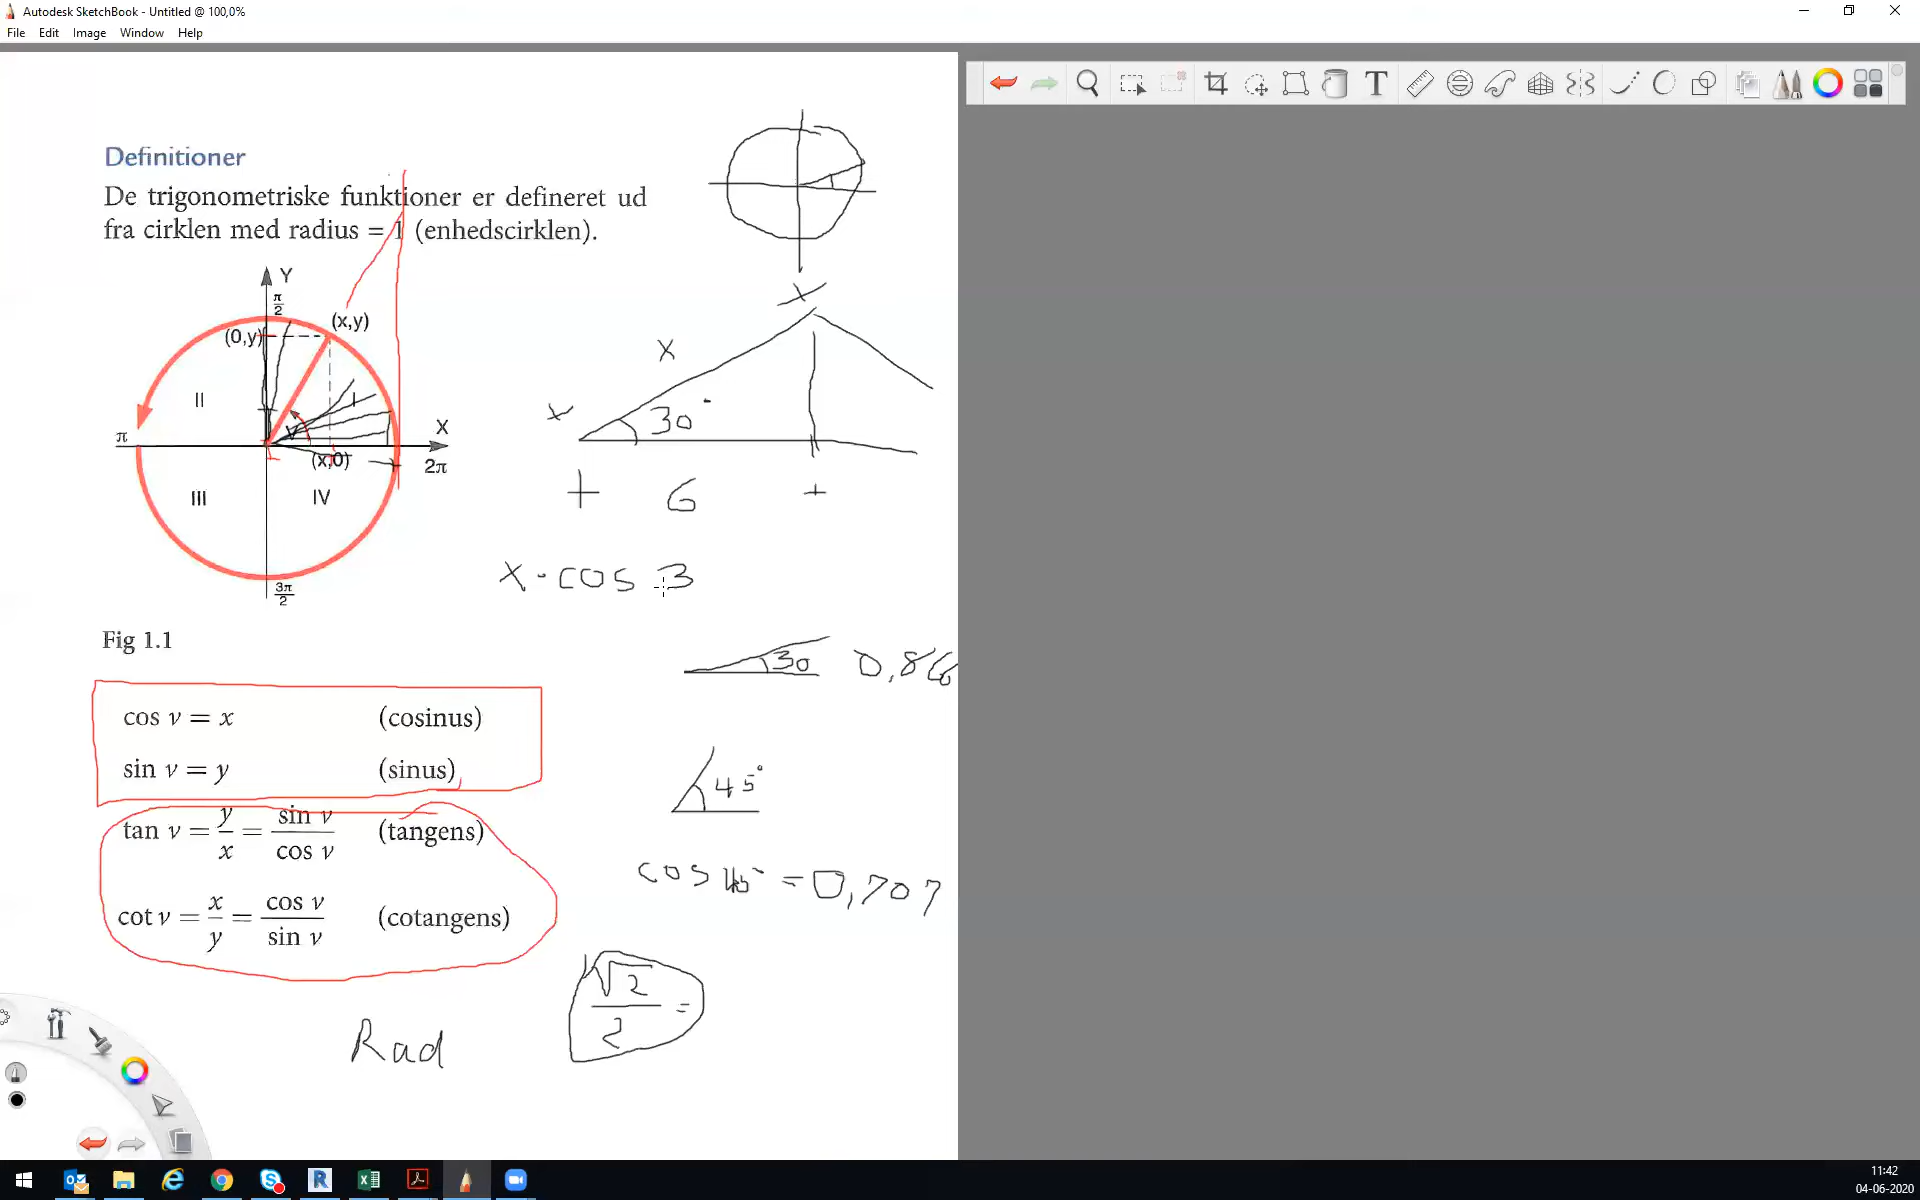 Autodesk SketchBook - Untitled @ 100,0%
File Edit Image Window Help
Definitioner
De trigonometriske funktioner er defineret ud
fra cirklen med radius = 1 (enhedscirklen).
Y
π/2
(x,y)
(0,y)
II
I
v
π
X
(x,0)
2π
III
IV
3π/2
Fig 1.1
cos v = x (cosinus)
sin v = y (sinus)
tan v = y/x = sin v/cos v (tangens)
cot v = x/y = cos v/sin v (cotangens)
Rad
x
30°
6
x · cos 3
30 0,866
45°
cos 45° = 0,707
√2/2 =
T
11:42
04-06-2020